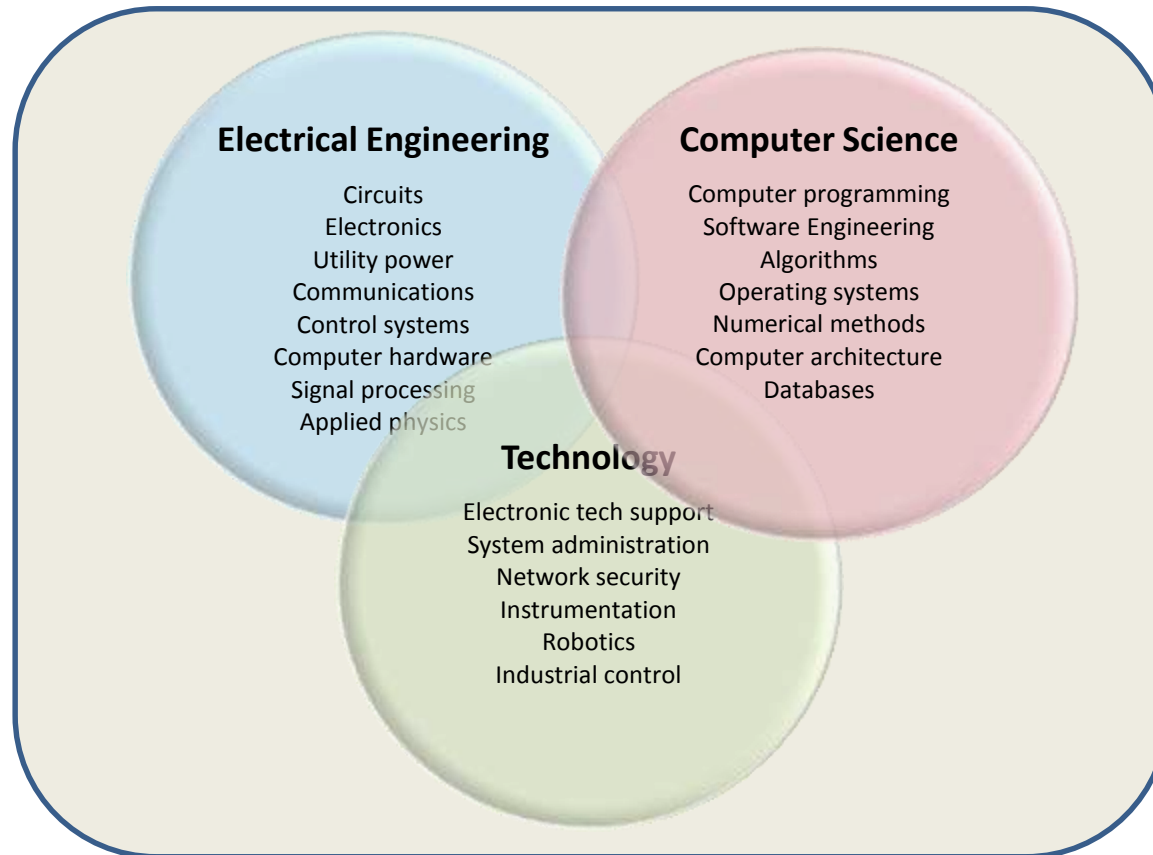 Electrical Engineering
Circuits
Electronics
Utility power
Communications
Control systems
Computer hardware
Signal processing
Applied physics
Computer Science
Computer programming
Software Engineering
Algorithms
Operating systems
Numerical methods
Computer architecture
Databases
Technology
Electronic tech support
System administration
Network security
Instrumentation
Robotics
Industrial control